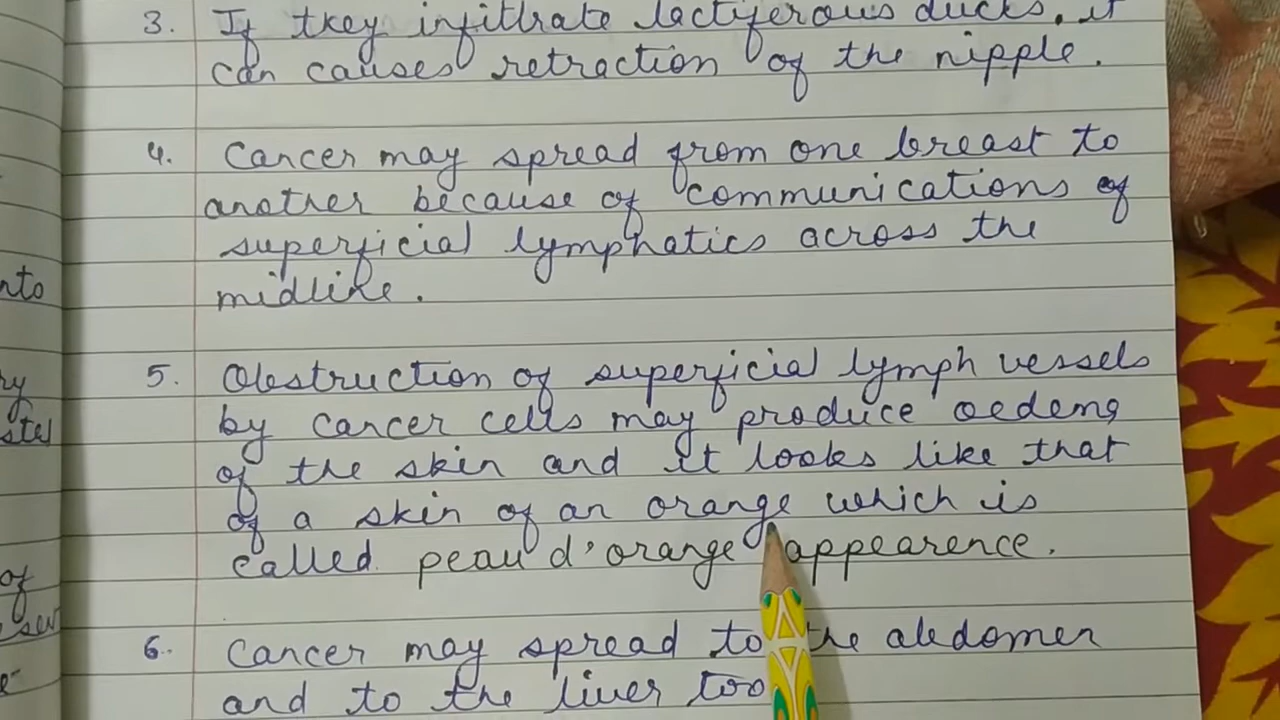 3. If they infiltrate lactiferous ducks, it
can causes retraction of the nipple.
4. Cancer may spread from one breast to
another because of communications of
superficial lymphatics across the
midline.
5. Obstruction of superficial lymph vessels
by cancer cells may produce oedema
of the skin and it looks like that
of a skin of an orange which is
called peau d'orange appearence.
6. Cancer may spread to the abdomen
and to the liver too